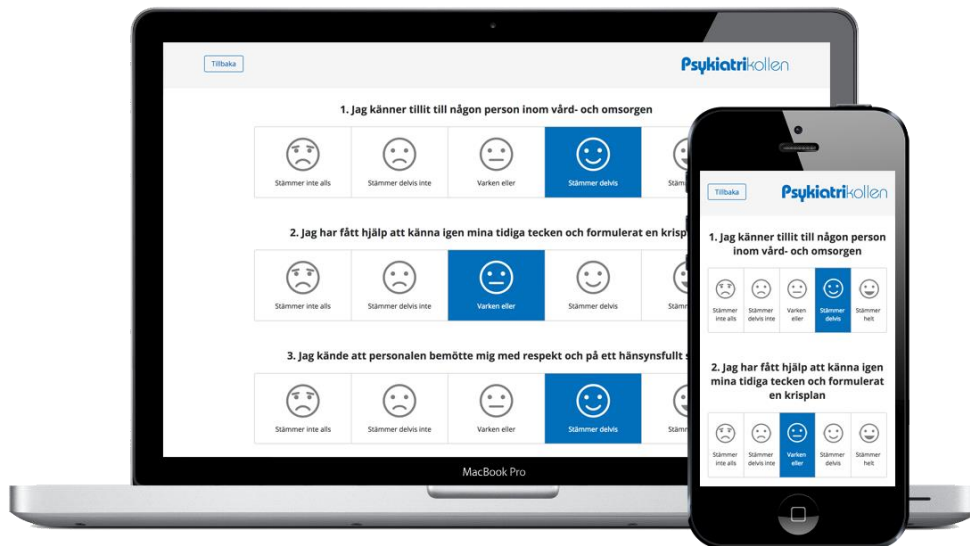 Tillbaka
Psykiatrikollen
1. Jag känner tillit till någon person inom vård- och omsorgen
Stämmer inte alls
Stämmer delvis inte
Varken eller
Stämmer delvis
2. Jag har fått hjälp att känna igen mina tidiga tecken och formulerat en
Stämmer inte alls
Stämmer delvis inte
Varken eller
Stämmer delvis
3. Jag kände att personalen bemötte mig med respekt och på ett hänsynsfullt
Stämmer inte alls
Stämmer delvis inte
Varken eller
Stämmer delvis
MacBook Pro
Tillbaka
Psykiatrikollen
1. Jag känner tillit till någon person
inom vård- och omsorgen
Stämmer
inte alls
Stämmer
delvis inte
Varken
eller
Stämmer
delvis
Stämmer
helt
2. Jag har fått hjälp att känna igen
mina tidiga tecken och formulerat
en krisplan
Stämmer
inte alls
Stämmer
delvis inte
Varken
eller
Stämmer
delvis
Stämmer
helt